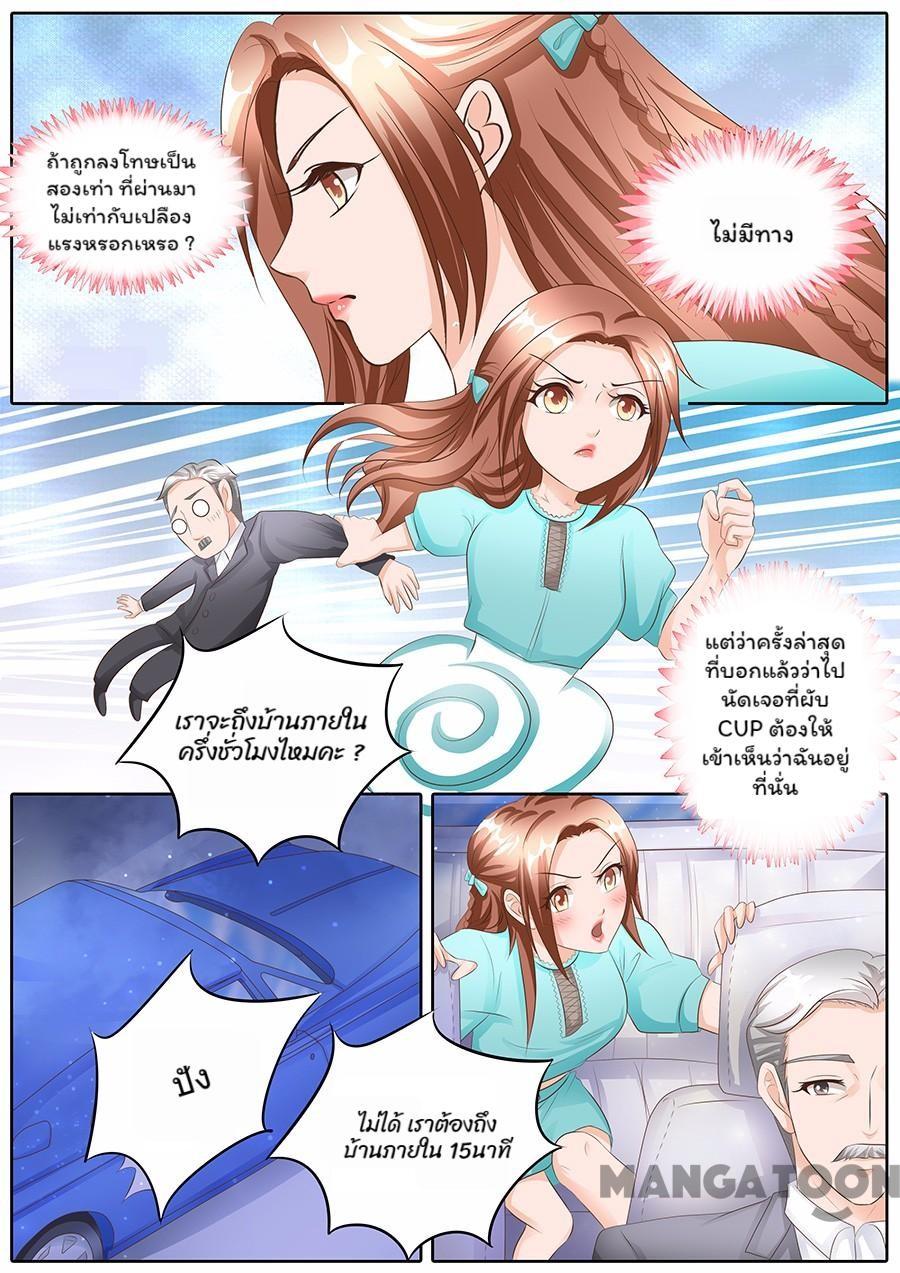 ถ้าถูกลงโทษเป็น
สองเท่า ที่ผ่านมา
ไม่เท่ากับเปลือง
แรงหรอกเหรอ ?
ไม่มีทาง
แต่ว่าครั้งล่าสุด
ที่บอกแล้วว่าไป
นัดเจอที่ผับ
CUP ต้องให้
เข้าเห็นว่าฉันอยู่
ที่นั่น
เราจะถึงบ้านภายใน
ครึ่งชั่วโมงไหมคะ ?
ปัง
ไม่ได้ เราต้องถึง
บ้านภายใน 15นาที
MANGATOON